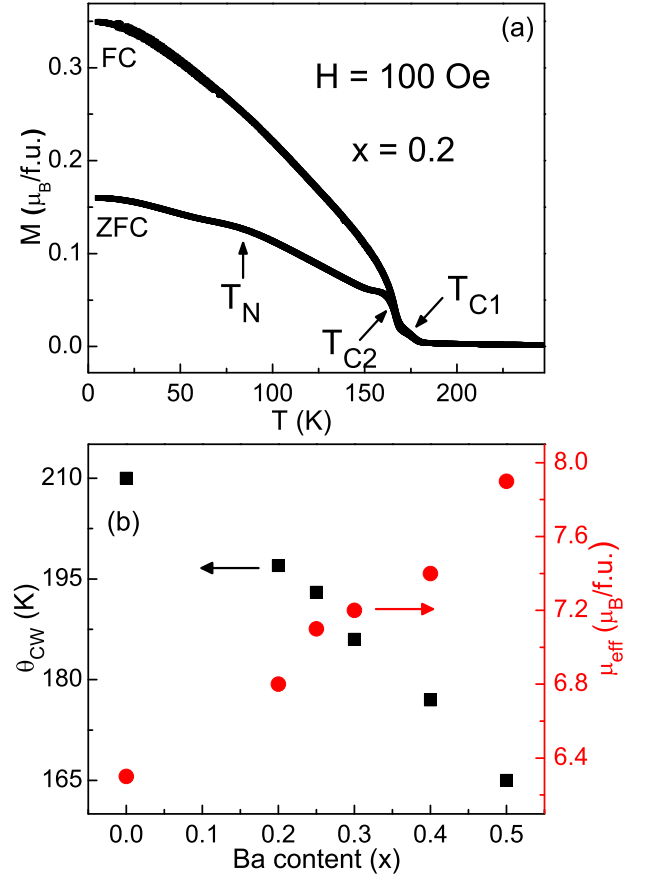 (a)
FC
H = 100 Oe
x = 0.2
ZFC
T_N
T_C1
T_C2
M (μ_B/f.u.)
0.3
0.2
0.1
0.0
0 50 100 150 200
T (K)
(b)
θ_CW (K)
210
195
180
165
8.0
7.6
7.2
6.8
6.4
μ_eff (μ_B/f.u.)
0.0 0.1 0.2 0.3 0.4 0.5
Ba content (x)